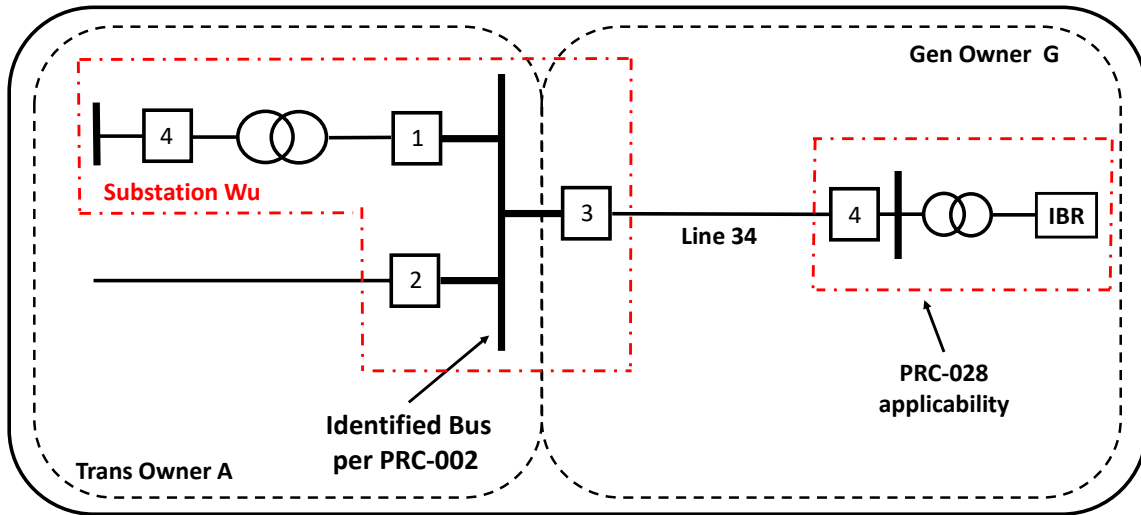 Gen Owner G
4
1
Substation Wu
3
4
IBR
Line 34
2
PRC-028
applicability
Identified Bus
per PRC-002
Trans Owner A